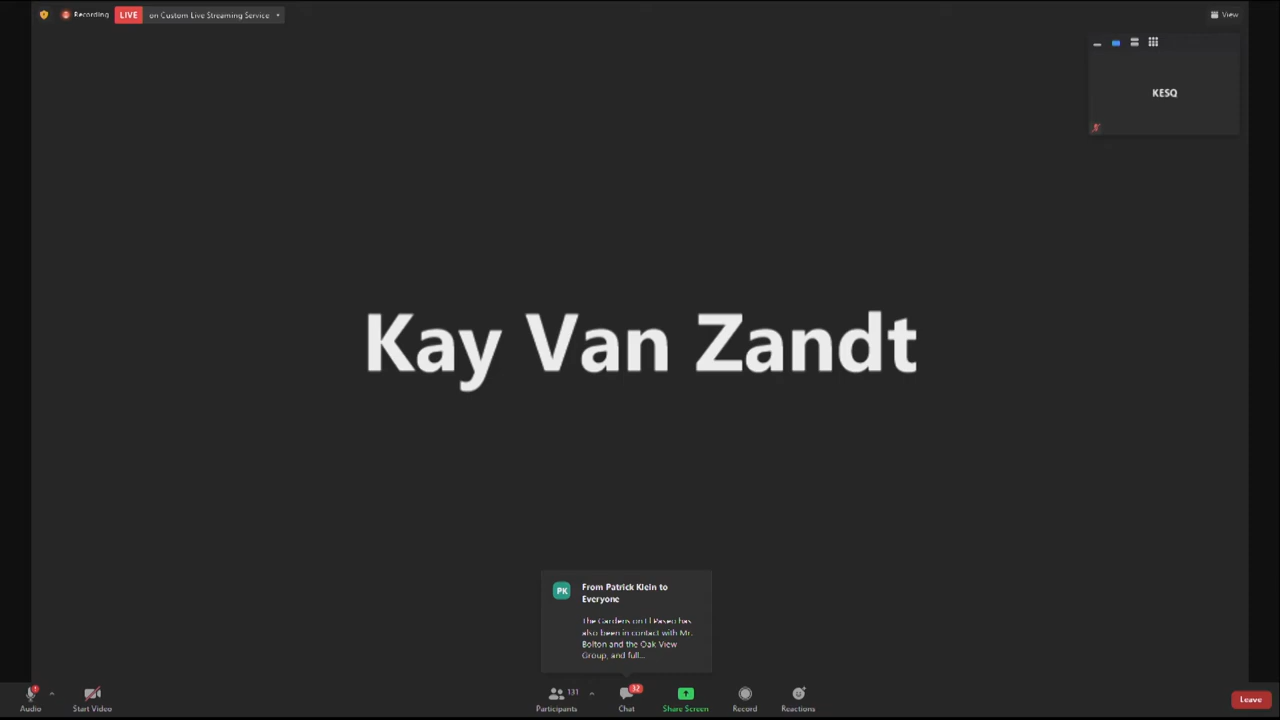 Recording
LIVE
on Custom Live Streaming Service
View
KESQ
Kay Van Zandt
PK
From Patrick Klein to
Everyone
The Gardens on El Paseo has
also been in contact with Mr.
Bolton and the Oak View
Group, and full...
Audio
Start Video
131
Participants
32
Chat
Share Screen
Record
Reactions
Leave